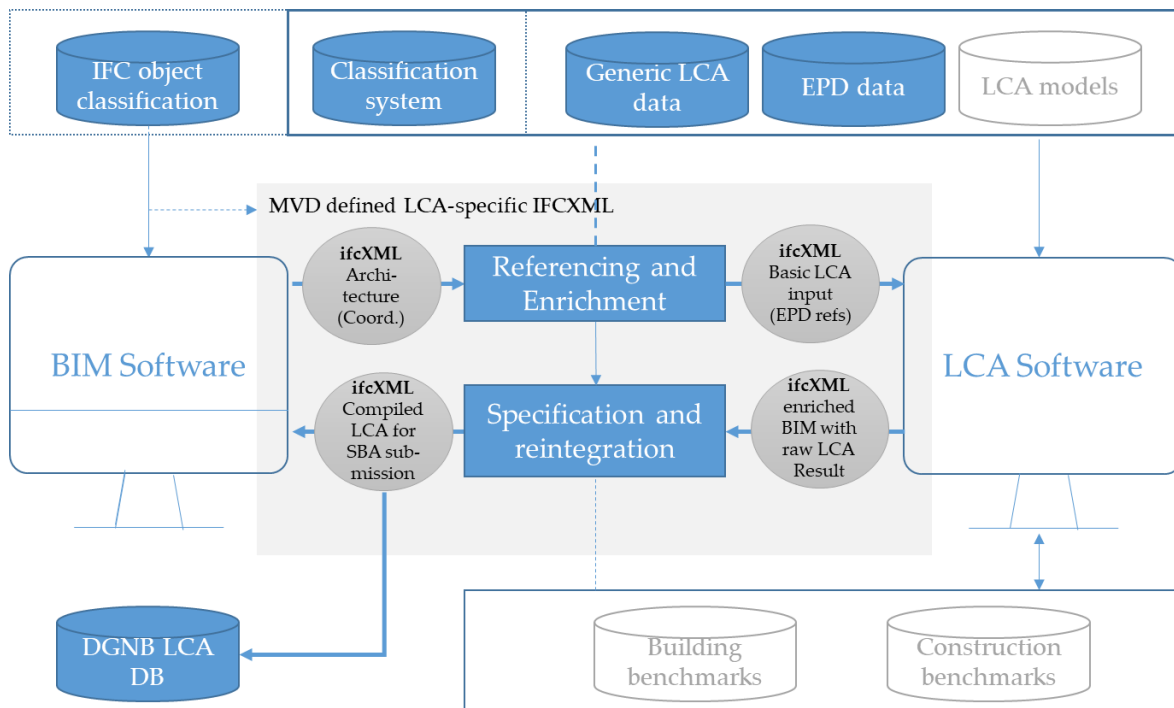 IFC object
classification
Classification
system
Generic LCA
data
EPD data
LCA models
MVD defined LCA-specific IFCXML
ifcXML
Archi-
tecture
(Coord.)
Referencing and
Enrichment
ifcXML
Basic LCA
input
(EPD refs)
BIM Software
LCA Software
ifcXML
Compiled
LCA for
SBA sub-
mission
Specification and
reintegration
ifcXML
enriched
BIM with
raw LCA
Result
DGNB LCA
DB
Building
benchmarks
Construction
benchmarks